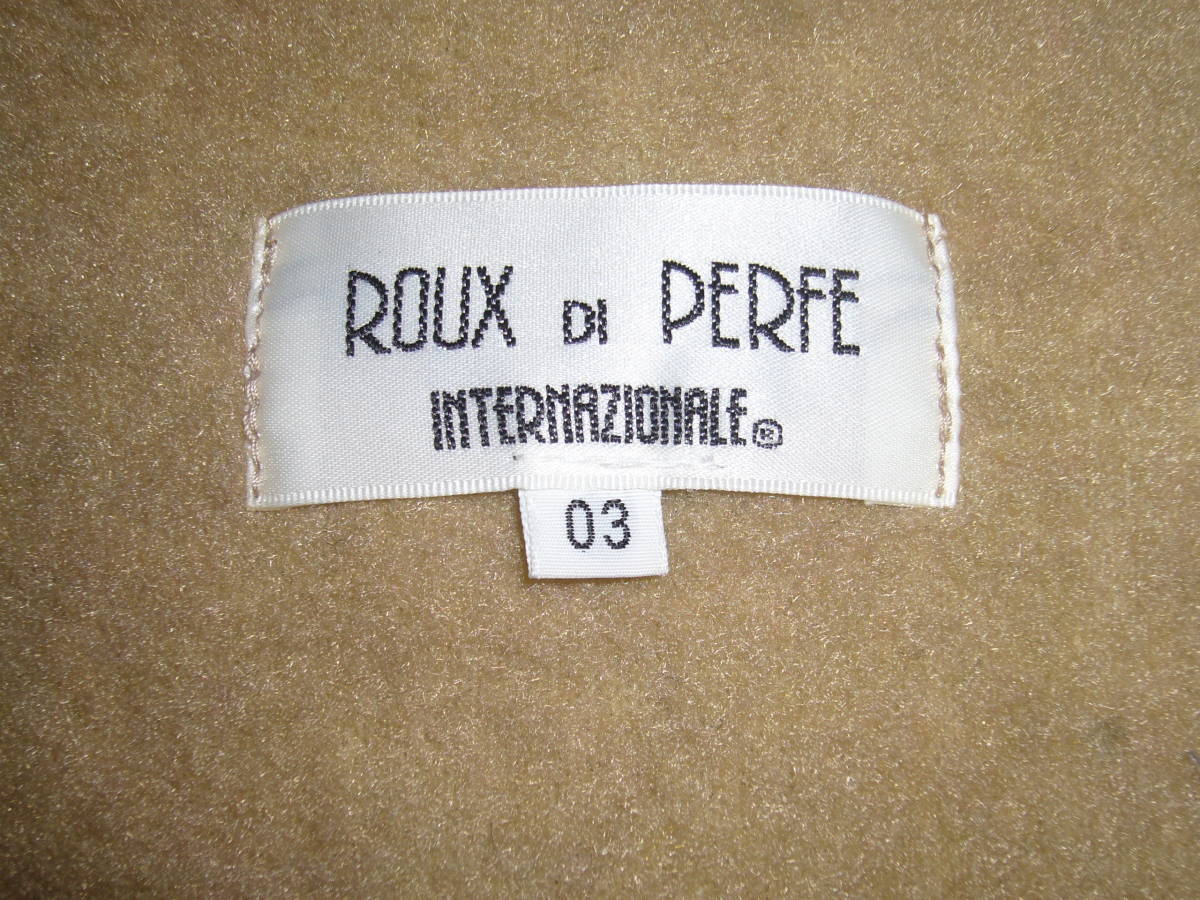 ROUX DI PERFE
INTERNAZIONALE®
03